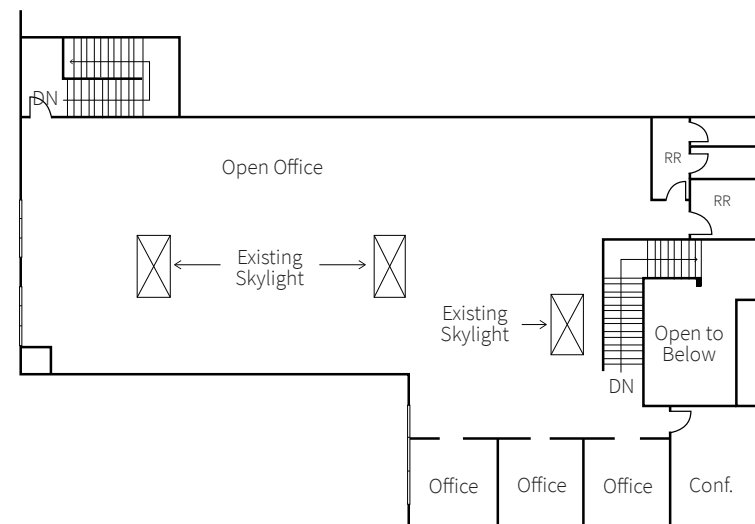 DN
Open Office
RR
RR
Existing
Skylight
Existing
Skylight
Open to
Below
DN
Office
Office
Office
Conf.